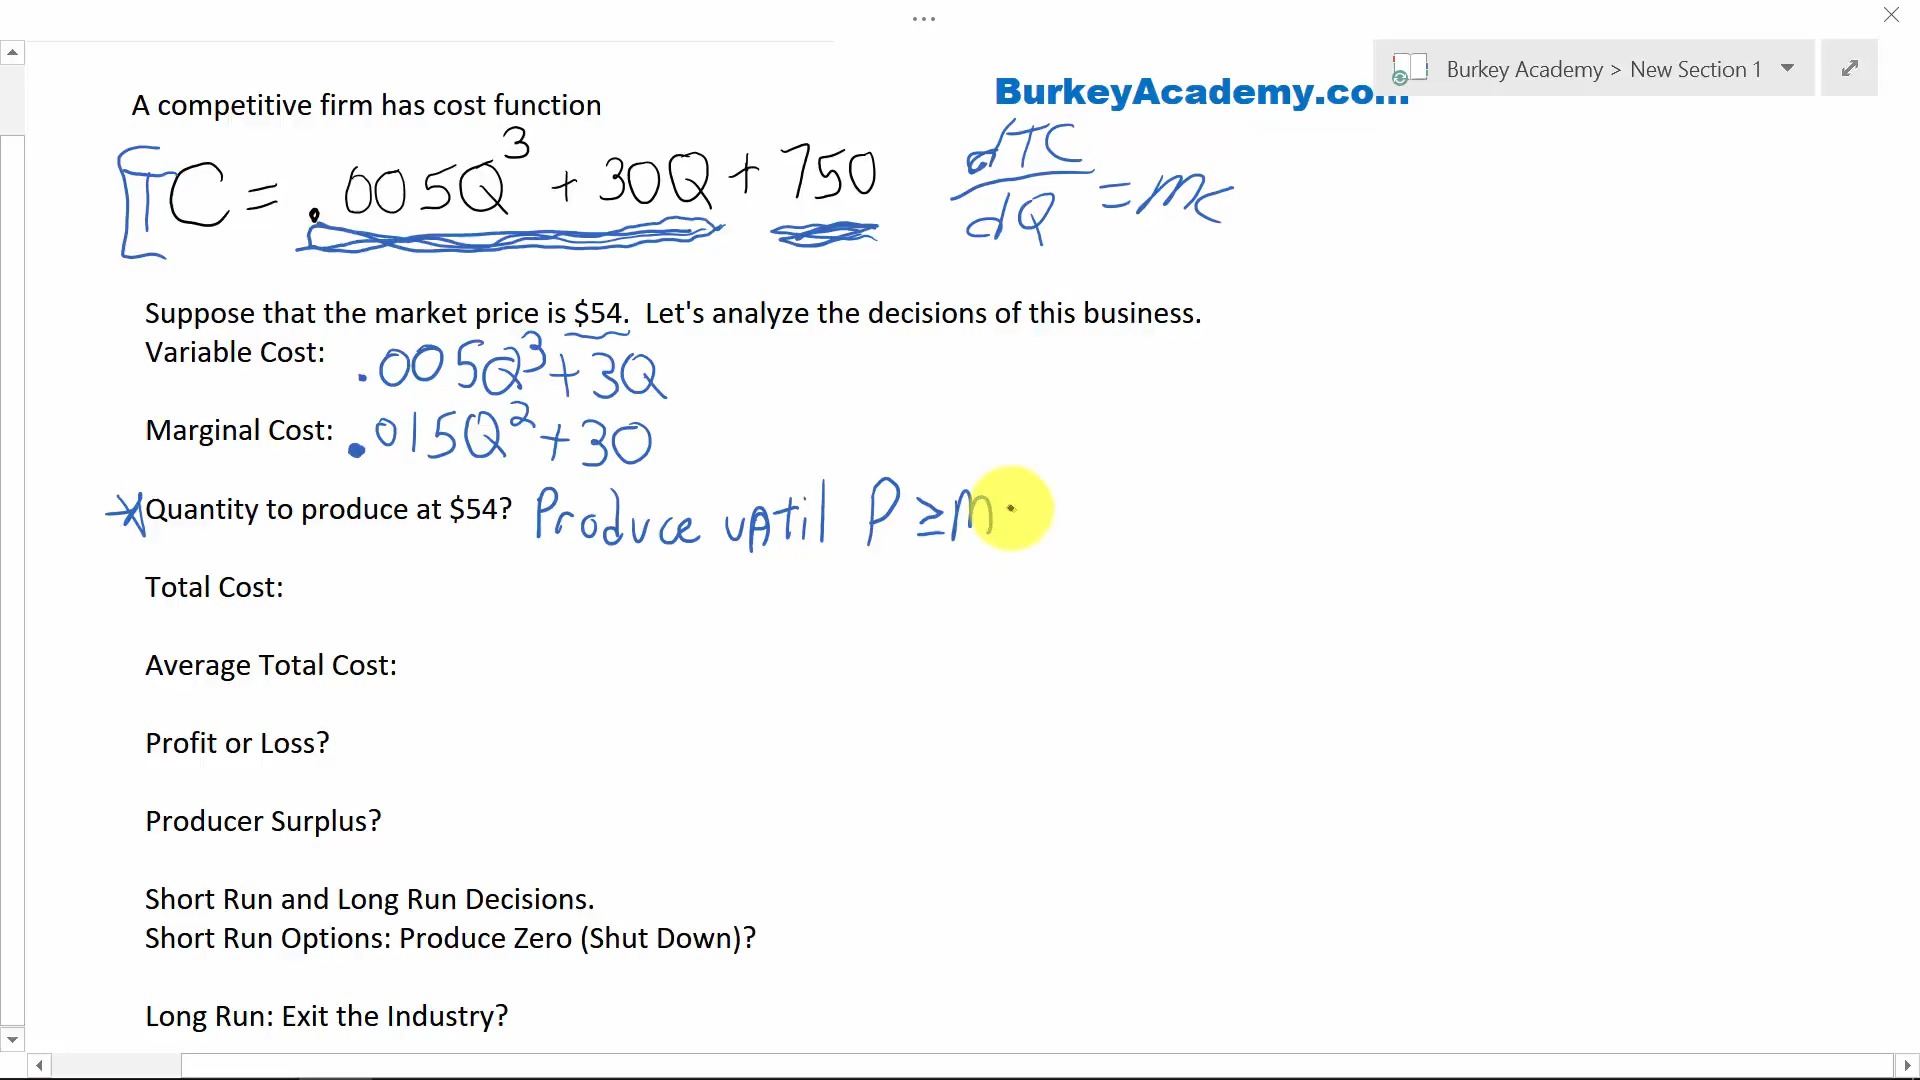 Burkey Academy > New Section 1
BurkeyAcademy.co...
A competitive firm has cost function
TC = .005Q³ + 30Q + 750
dTC
dQ = mc
Suppose that the market price is $54. Let's analyze the decisions of this business.
Variable Cost: .005Q³ + 3Q
Marginal Cost: .015Q² + 30
Quantity to produce at $54? Produce until P ≥ M
Total Cost:
Average Total Cost:
Profit or Loss?
Producer Surplus?
Short Run and Long Run Decisions.
Short Run Options: Produce Zero (Shut Down)?
Long Run: Exit the Industry?